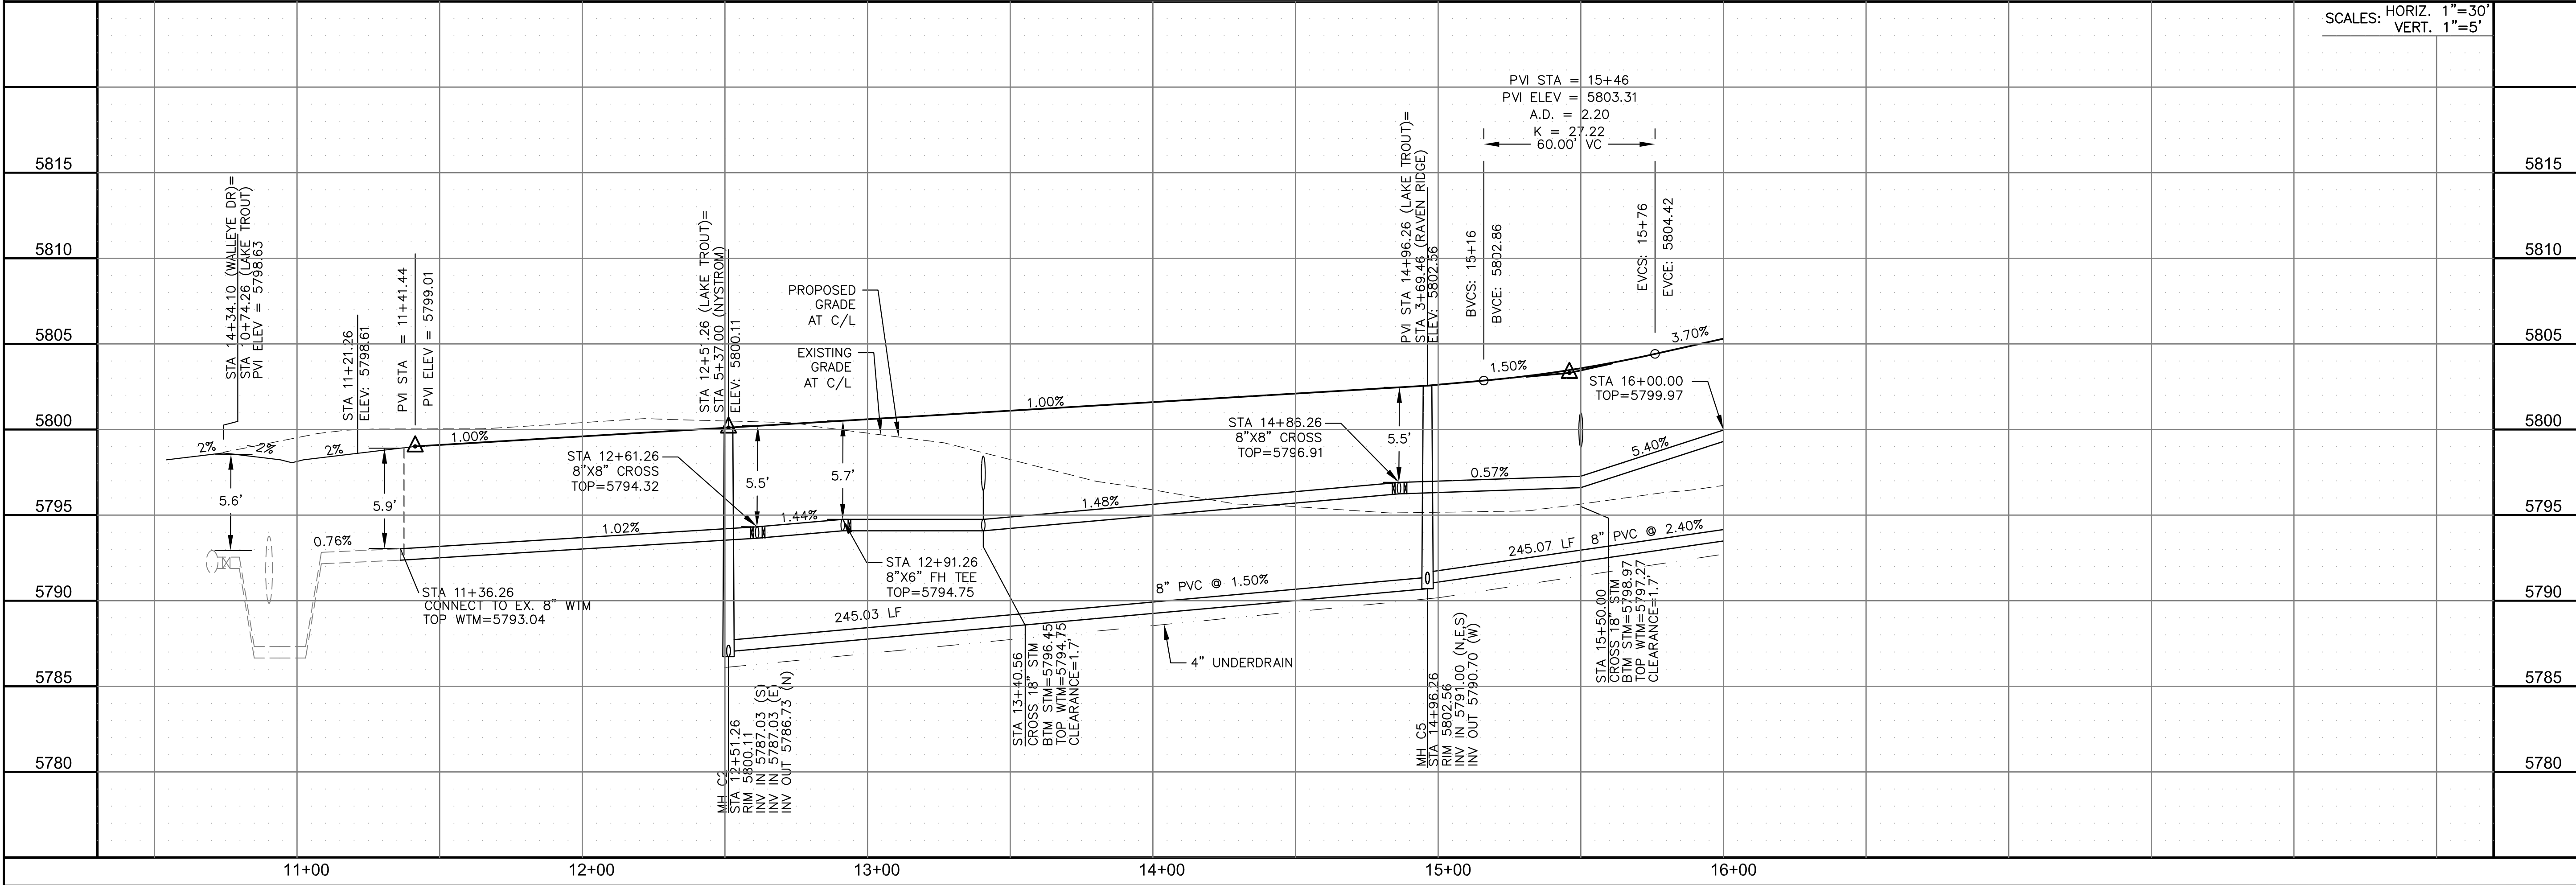 SCALES: HORIZ. 1"=30'
VERT. 1"=5'
PVI STA = 15+46
PVI ELEV = 5803.31
A.D. = 2.20
K = 27.22
60.00' VC
5815
5815
5810
5810
5805
5805
5800
5800
5795
5795
5790
5790
5785
5785
5780
5780
STA 14+34.10 (WALLEYE DR)=
STA 10+74.26 (LAKE TROUT)
PVI ELEV = 5798.63
STA 11+21.26
ELEV: 5798.61
PVI STA = 11+41.44
PVI ELEV = 5799.01
STA 12+51.26 (LAKE TROUT)=
STA 5+37.00 (NYSTROM)
ELEV: 5800.11
PROPOSED
GRADE
AT C/L
EXISTING
GRADE
AT C/L
PVI STA 14+96.26 (LAKE TROUT)=
STA 3+69.46 (RAVEN RIDGE)
ELEV: 5802.56
BVCS: 15+16
BVCE: 5802.86
EVCS: 15+76
EVCE: 5804.42
2%
-2%
2%
1.00%
1.00%
1.50%
3.70%
STA 16+00.00
TOP=5799.97
5.6'
5.9'
5.5'
5.7'
5.5'
STA 12+61.26
8"X8" CROSS
TOP=5794.32
STA 14+86.26
8"X8" CROSS
TOP=5796.91
0.76%
1.02%
1.44%
1.48%
0.57%
5.40%
STA 11+36.26
CONNECT TO EX. 8" WTM
TOP WTM=5793.04
STA 12+91.26
8"X6" FH TEE
TOP=5794.75
245.03 LF
8" PVC @ 1.50%
245.07 LF
8" PVC @ 2.40%
4" UNDERDRAIN
MH C2
STA 12+51.26
RIM 5800.11
INV IN 5787.03 (S)
INV IN 5787.03 (E)
INV OUT 5786.73 (N)
STA 13+40.56
CROSS 18" STM
BTM STM=5796.45
TOP WTM=5794.75
CLEARANCE=1.7'
MH C5
STA 14+96.26
RIM 5802.56
INV IN 5791.00 (N,E,S)
INV OUT 5790.70 (W)
STA 15+50.00
CROSS 18" STM
BTM STM=5798.97
TOP WTM=5797.27
CLEARANCE=1.7'
11+00
12+00
13+00
14+00
15+00
16+00